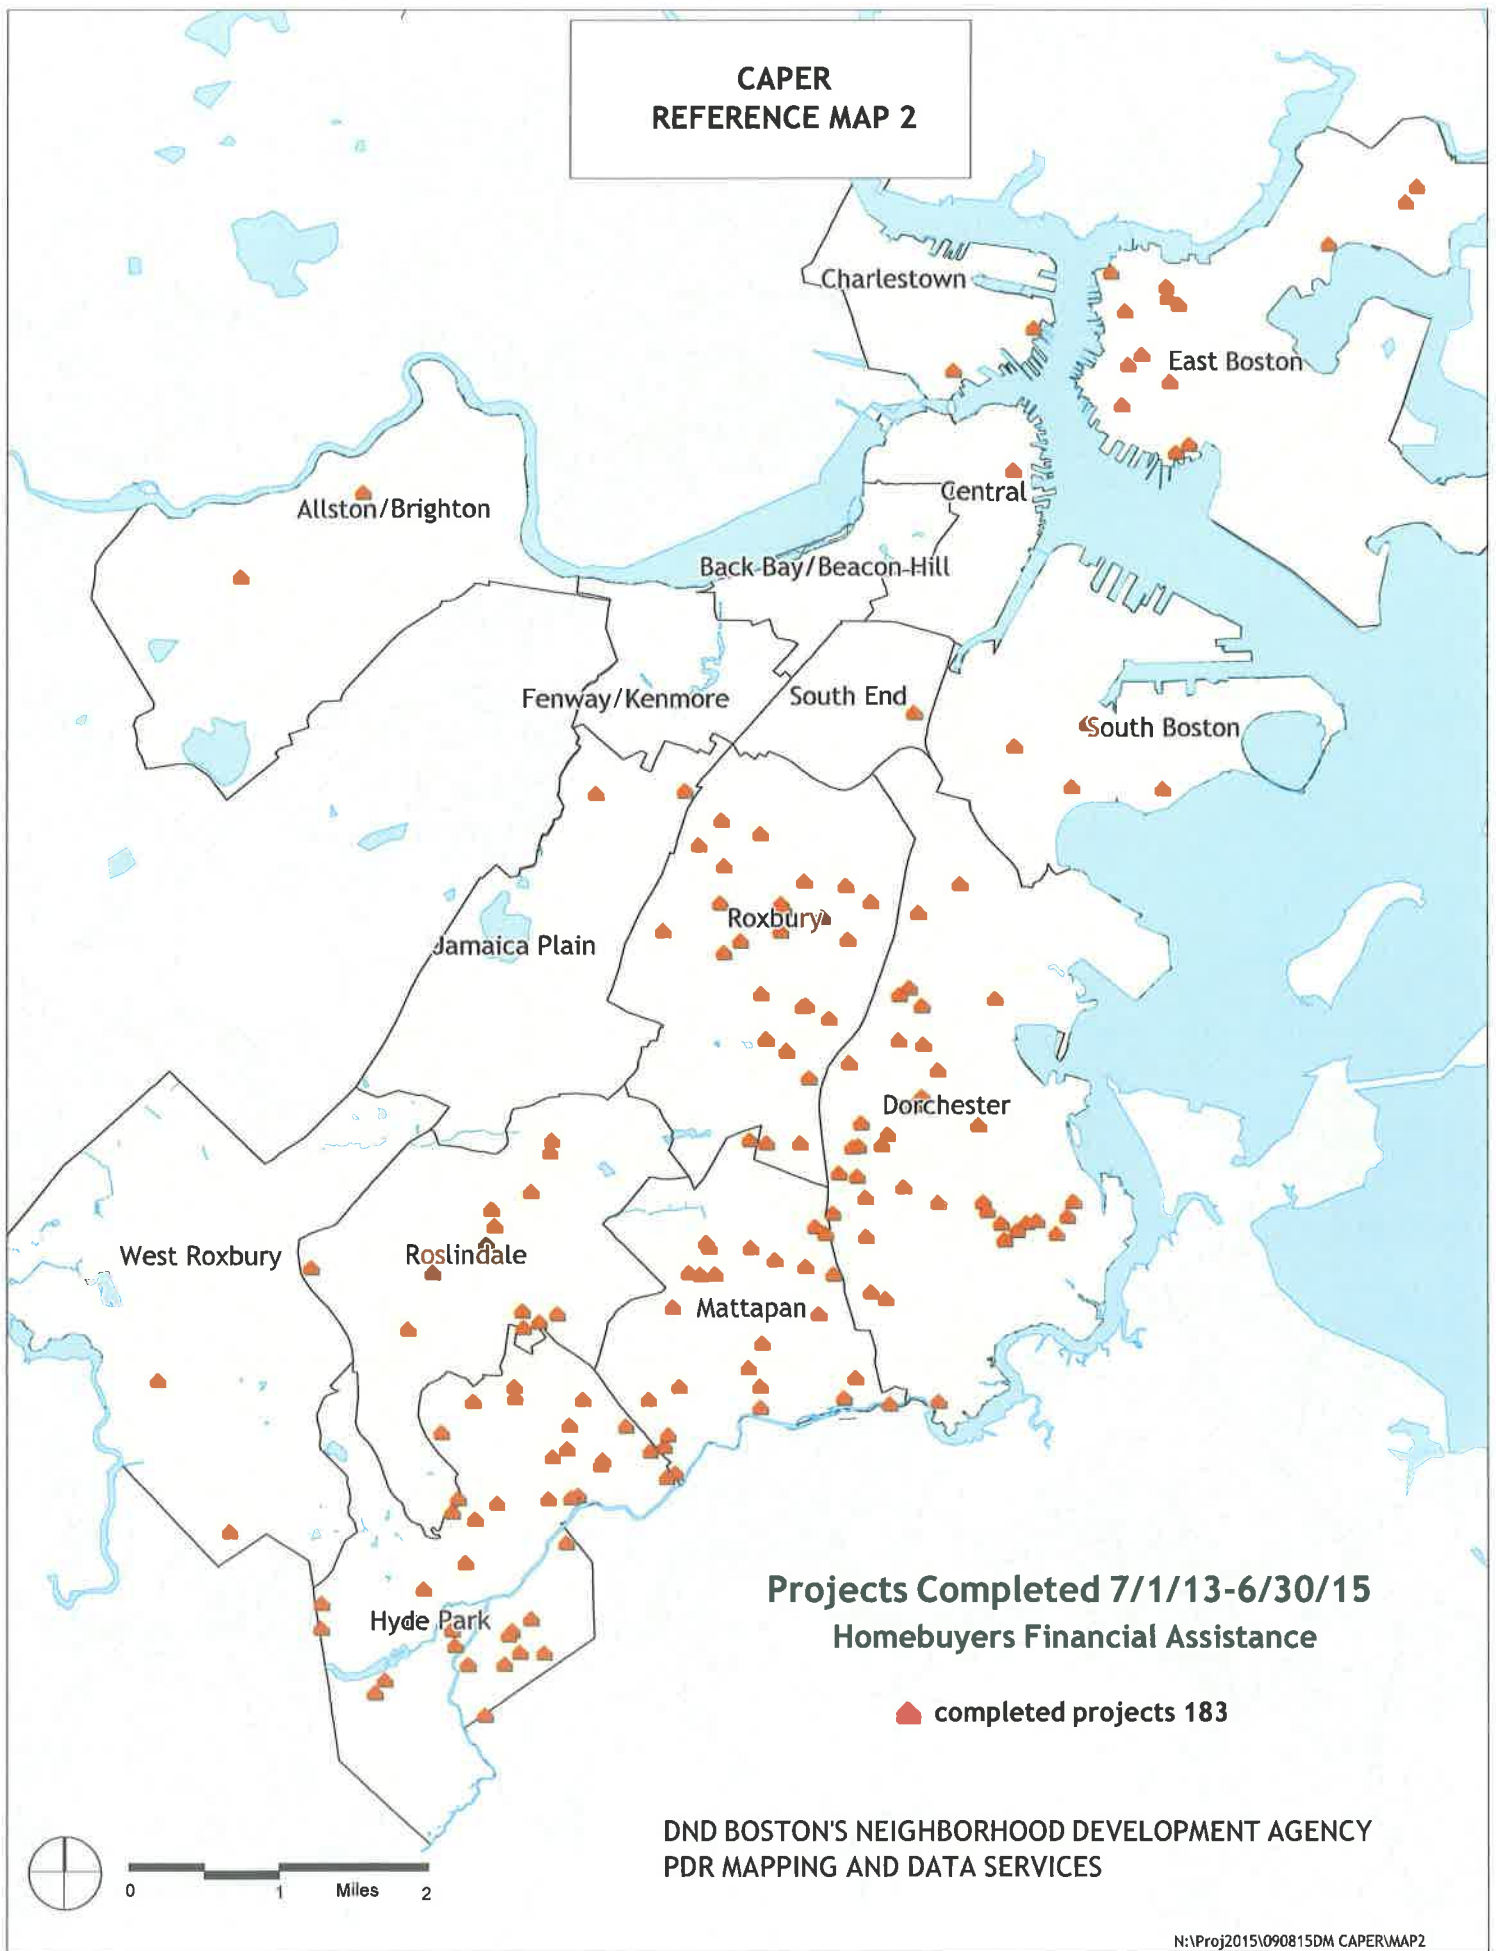 CAPER
REFERENCE MAP 2
Charlestown
East Boston
Central
Allston/Brighton
Back Bay/Beacon Hill
Fenway/Kenmore
South End
South Boston
Roxbury
Jamaica Plain
Dorchester
West Roxbury
Roslindale
Mattapan
Hyde Park
Projects Completed 7/1/13-6/30/15
Homebuyers Financial Assistance
completed projects 183
DND BOSTON'S NEIGHBORHOOD DEVELOPMENT AGENCY
PDR MAPPING AND DATA SERVICES
0 1 Miles 2
N:\Proj2015\090815DM CAPER\MAP2